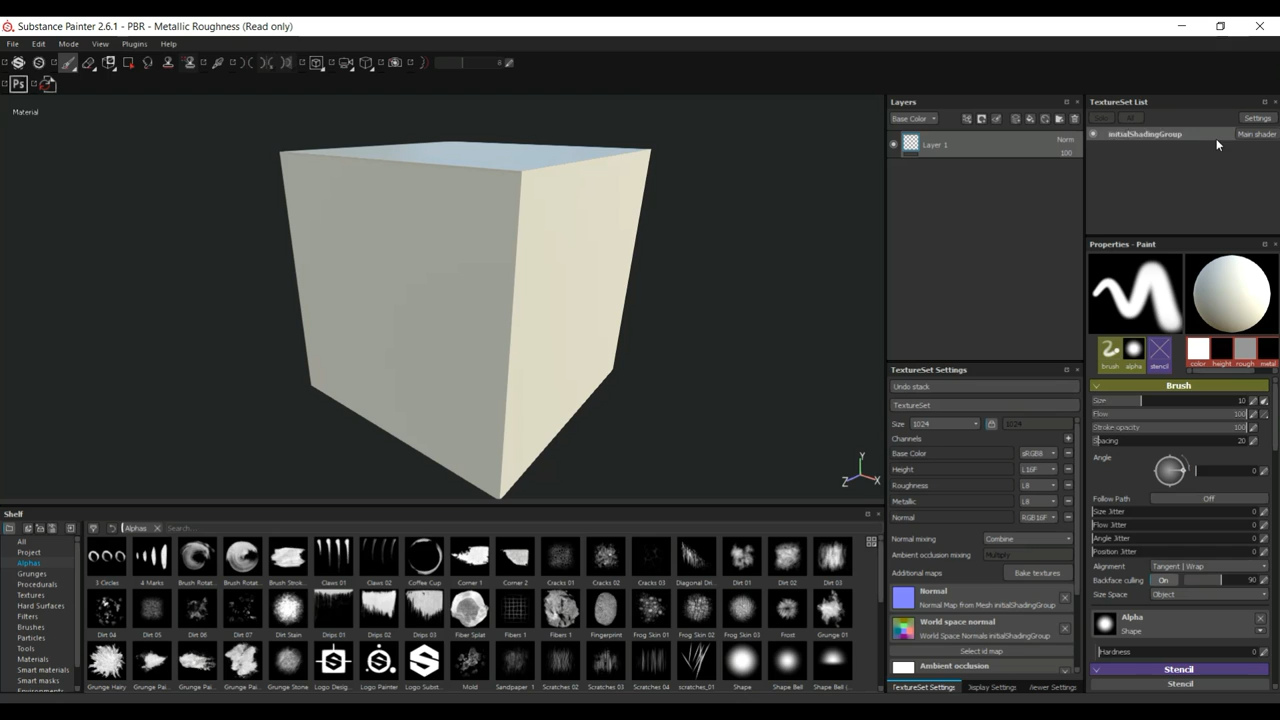 Substance Painter 2.6.1 - PBR - Metallic Roughness (Read only)
File Edit Mode View Plugins Help
8
Ps
Material
Layers
Base Color
Layer 1
Norm
100
TextureSet List
Solo All Settings
initialShadingGroup Main shader
Properties - Paint
brush alpha stencil color height rough metal
Brush
Size 10
Flow 100
Stroke opacity 100
Spacing 20
Angle
0
Follow Path Off
Size Jitter 0
Flow Jitter 0
Angle Jitter 0
Position Jitter 0
Alignment Tangent | Wrap
Backface culling On 90
Size Space Object
Alpha
Shape
Hardness 0
Stencil
Stencil
TextureSet Settings
Undo stack
TextureSet
Size 1024 1024
Channels
Base Color sRGB8
Height L16F
Roughness L8
Metallic L8
Normal RGB16F
Normal mixing Combine
Ambient occlusion mixing Multiply
Additional maps Bake textures
Normal
Normal Map from Mesh initialShadingGroup
World space normal
World Space Normals initialShadingGroup
Select id map
Ambient occlusion
TextureSet Settings
Y
Z X
Shelf
Alphas Search...
All
Project
Alphas
Grunges
Procedurals
Textures
Hard Surfaces
Filters
Brushes
Particles
Tools
Materials
Smart materials
Smart masks
3 Circles 4 Marks Brush Rotat... Brush Rotat... Brush Strok... Claws 01 Claws 02 Coffee Cup Corner 1 Corner 2 Cracks 01 Cracks 02 Cracks 03 Diagonal Dri... Dirt 01 Dirt 02 Dirt 03
Dirt 04 Dirt 05 Dirt 06 Dirt 07 Dirt Stain Drips 01 Drips 02 Drips 03 Fiber Splat Fibers 1 Fibers 1 Fingerprint Frog Skin 01 Frog Skin 02 Frog Skin 03 Frost Grunge 01
Grunge Hairy Grunge Pai... Grunge Pai... Grunge Stone Logo Desig... Logo Painter Logo Subst... Mold Sandpaper 1 Scratches 02 Scratches 03 Scratches 04 scratches_01 Shape Shape Bell Shape Bell (...